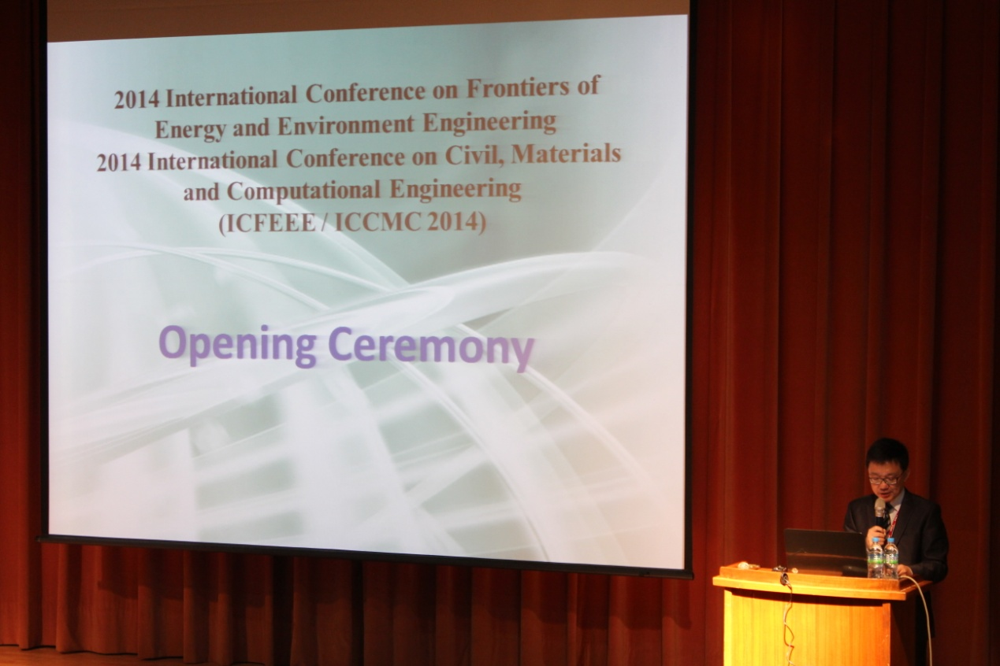 2014 International Conference on Frontiers of
Energy and Environment Engineering
2014 International Conference on Civil, Materials
and Computational Engineering
(ICFEEE / ICCMC 2014)
Opening Ceremony